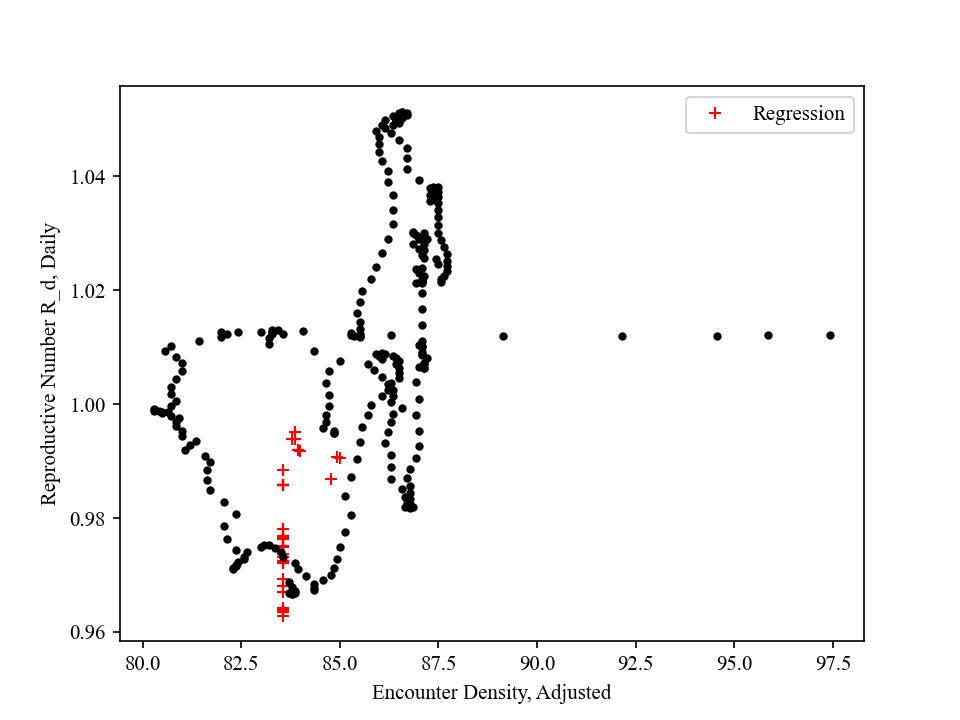 Regression
1.04
1.02
1.00
0.98
0.96
Reproductive Number R_d, Daily
80.0 82.5 85.0 87.5 90.0 92.5 95.0 97.5
Encounter Density, Adjusted